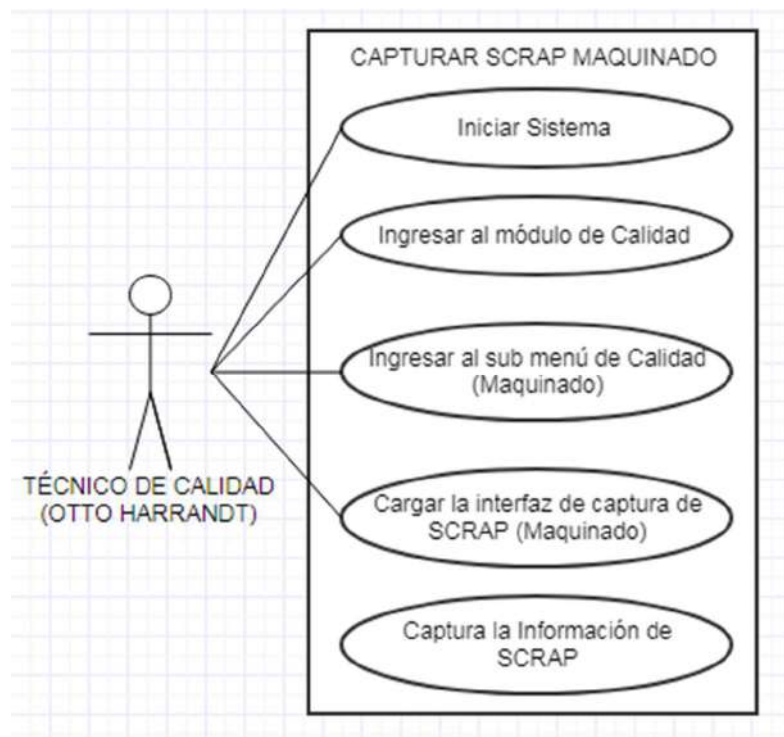 CAPTURAR SCRAP MAQUINADO
Iniciar Sistema
Ingresar al módulo de Calidad
Ingresar al sub menú de Calidad
(Maquinado)
Cargar la interfaz de captura de
SCRAP (Maquinado)
Captura la Información de
SCRAP
TÉCNICO DE CALIDAD
(OTTO HARRANDT)